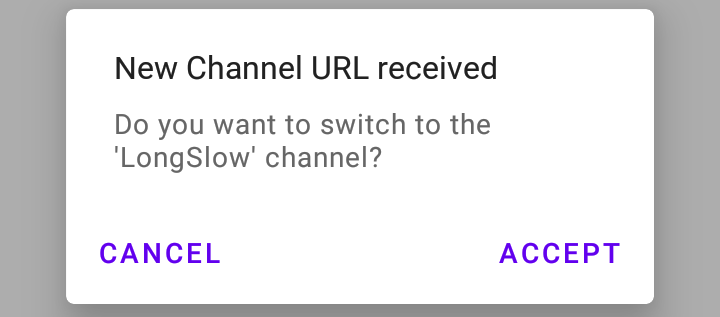 New Channel URL received
Do you want to switch to the
'LongSlow' channel?
CANCEL
ACCEPT